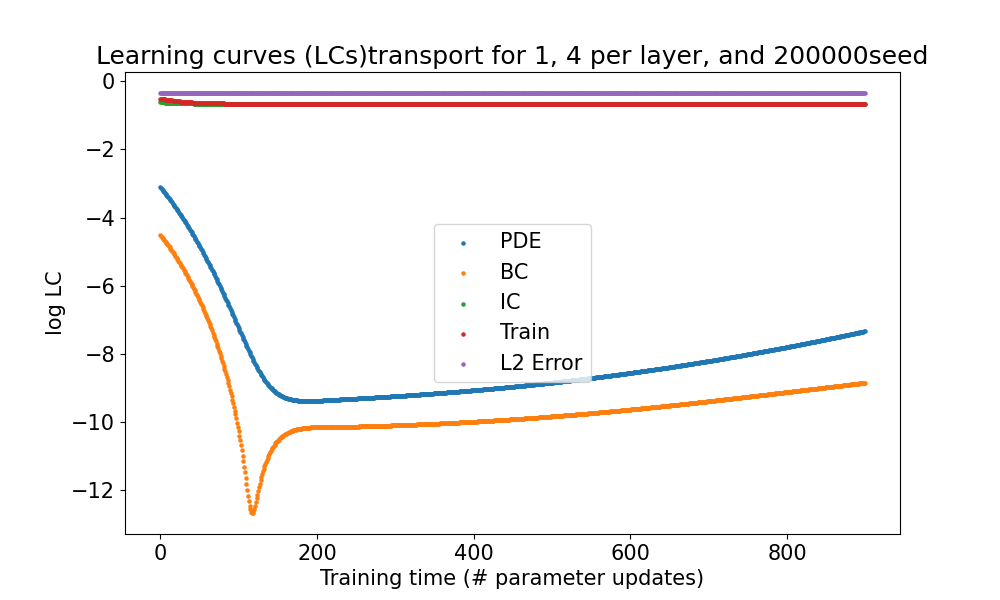 Learning curves (LCs)transport for 1, 4 per layer, and 200000seed
0
−2
−4
−6
−8
−10
−12
log LC
PDE
BC
IC
Train
L2 Error
0 200 400 600 800
Training time (# parameter updates)